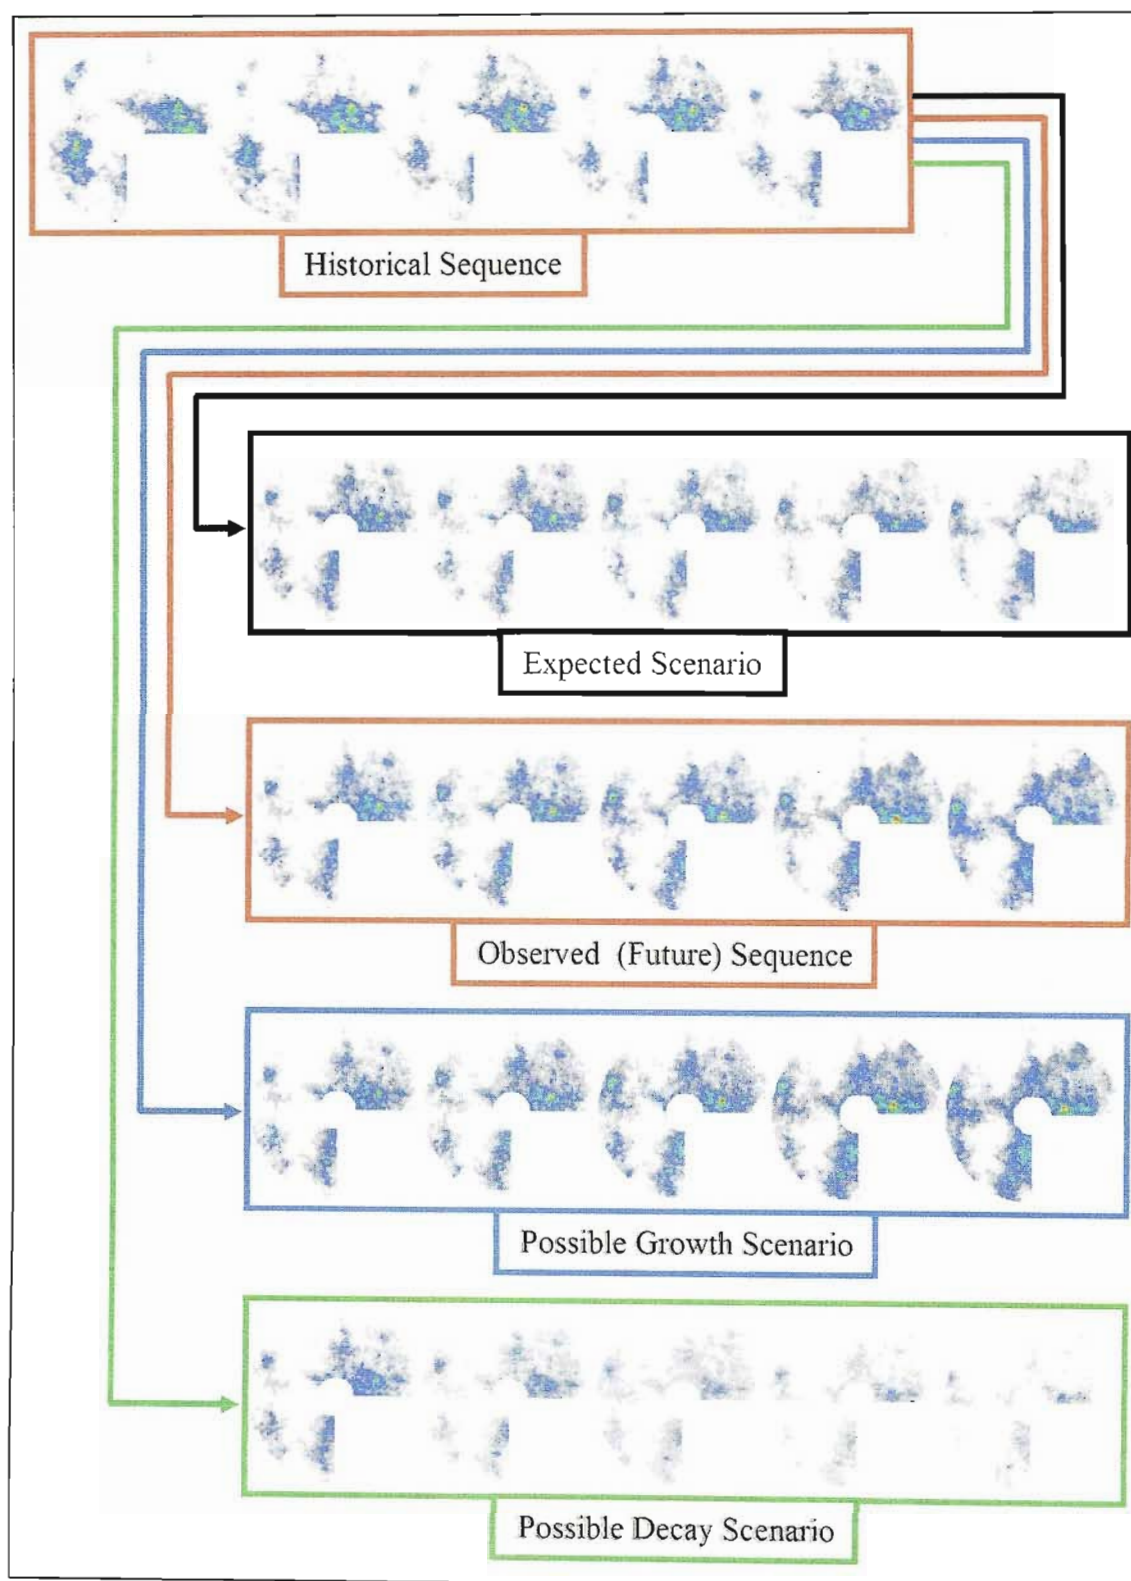 Historical Sequence
Expected Scenario
Observed (Future) Sequence
Possible Growth Scenario
Possible Decay Scenario